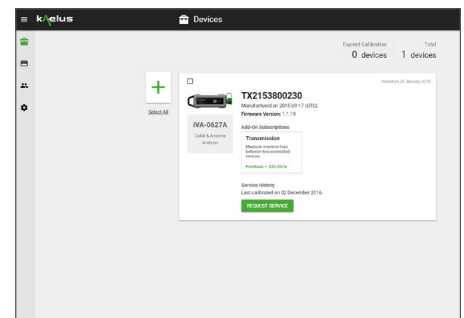 kAelus
Devices
Expired Calibration
0 devices
Total
1 devices
Select All
iVA-0627A
Cable & Antenna
Analyzer
TX2153800230
Manufactured on 2015-09-17 (UTC).
Firmware Version: 1.1.19
Add-On Subscriptions
Transmission
Measure insertion loss
between two connected
devices.
Service History
Last calibrated on 02 December 2016.
REQUEST SERVICE